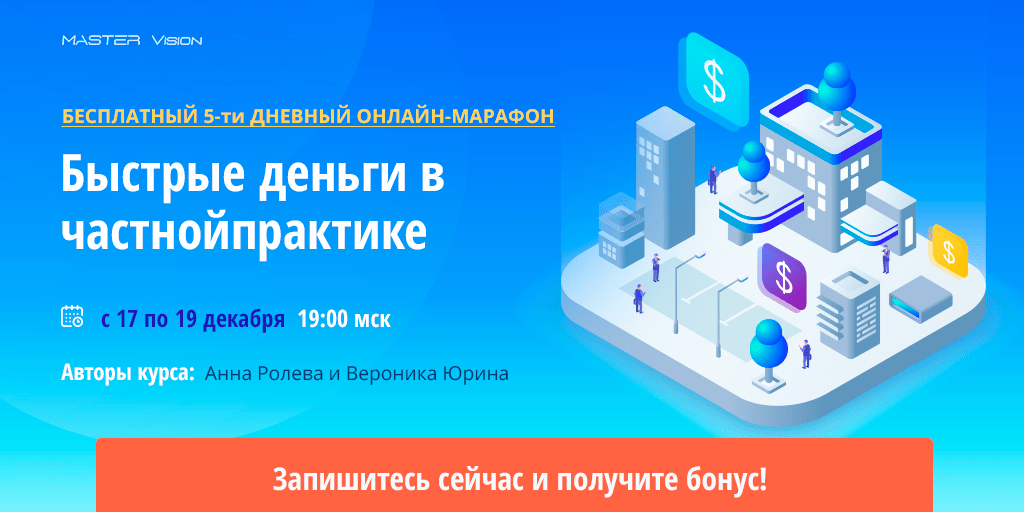 MASTER Vision
БЕСПЛАТНЫЙ 5-ти ДНЕВНЫЙ ОНЛАЙН-МАРАФОН
Быстрые деньги в
частнойпрактике
с 17 по 19 декабря 19:00 мск
Авторы курса: Анна Ролева и Вероника Юрина
Запишитесь сейчас и получите бонус!
$
$
$